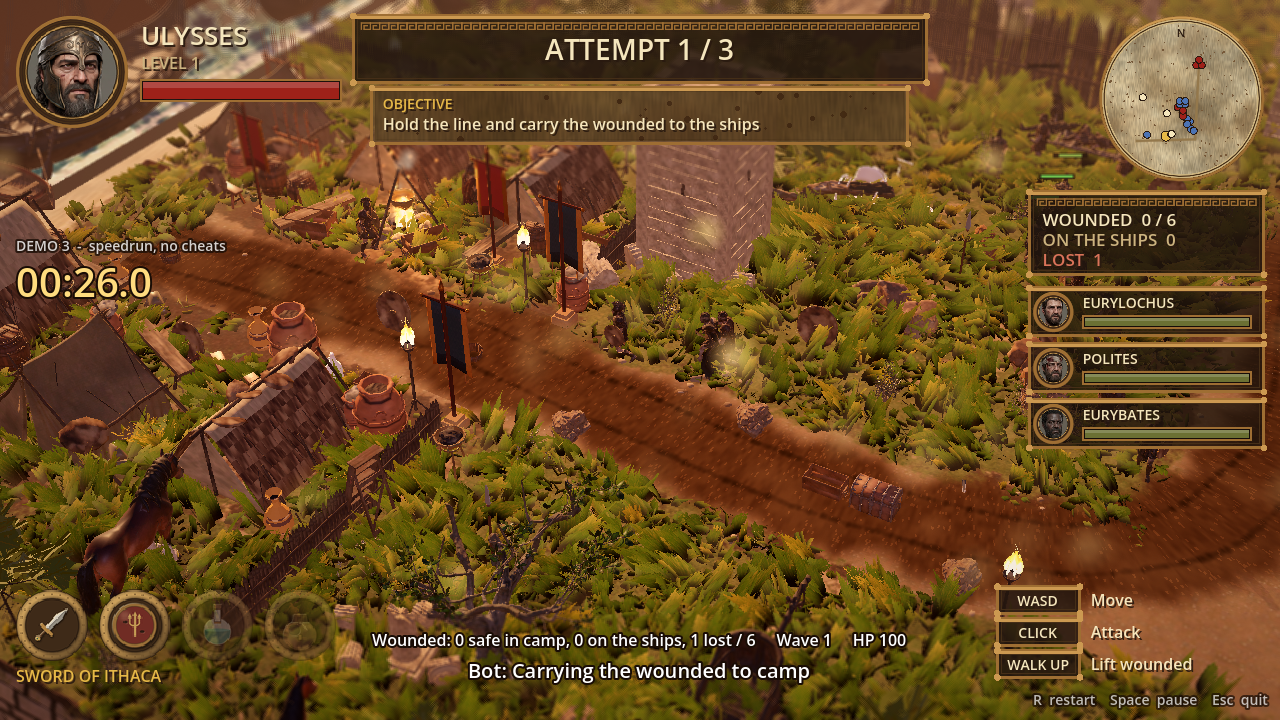 ULYSSES
LEVEL 1
ATTEMPT 1 / 3
OBJECTIVE
Hold the line and carry the wounded to the ships
N
WOUNDED 0 / 6
ON THE SHIPS 0
LOST 1
DEMO 3 - speedrun, no cheats
00:26.0
EURYLOCHUS
POLITES
EURYBATES
WASD Move
CLICK Attack
WALK UP Lift wounded
Wounded: 0 safe in camp, 0 on the ships, 1 lost / 6 Wave 1 HP 100
Bot: Carrying the wounded to camp
SWORD OF ITHACA
R restart Space pause Esc quit